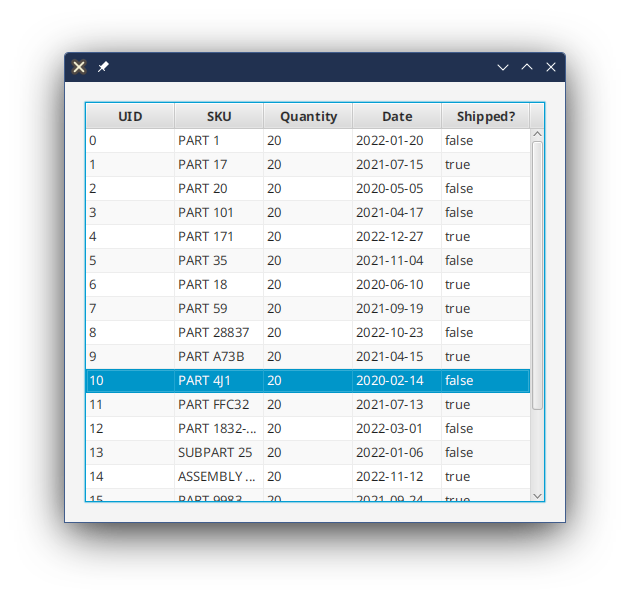 UID SKU Quantity Date Shipped?
0 PART 1 20 2022-01-20 false
1 PART 17 20 2021-07-15 true
2 PART 20 20 2020-05-05 false
3 PART 101 20 2021-04-17 false
4 PART 171 20 2022-12-27 true
5 PART 35 20 2021-11-04 false
6 PART 18 20 2020-06-10 true
7 PART 59 20 2021-09-19 true
8 PART 28837 20 2022-10-23 false
9 PART A73B 20 2021-04-15 true
10 PART 4J1 20 2020-02-14 false
11 PART FFC32 20 2021-07-13 true
12 PART 1832-... 20 2022-03-01 false
13 SUBPART 25 20 2022-01-06 false
14 ASSEMBLY ... 20 2022-11-12 true
15 PART 9983 20 2021-09-24 true